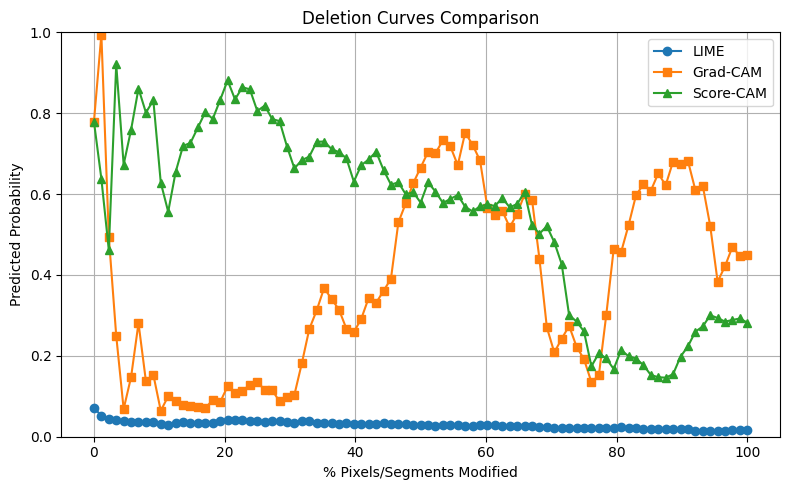 Deletion Curves Comparison
LIME
Grad-CAM
Score-CAM
Predicted Probability
1.0
0.8
0.6
0.4
0.2
0.0
0
20
40
60
80
100
% Pixels/Segments Modified